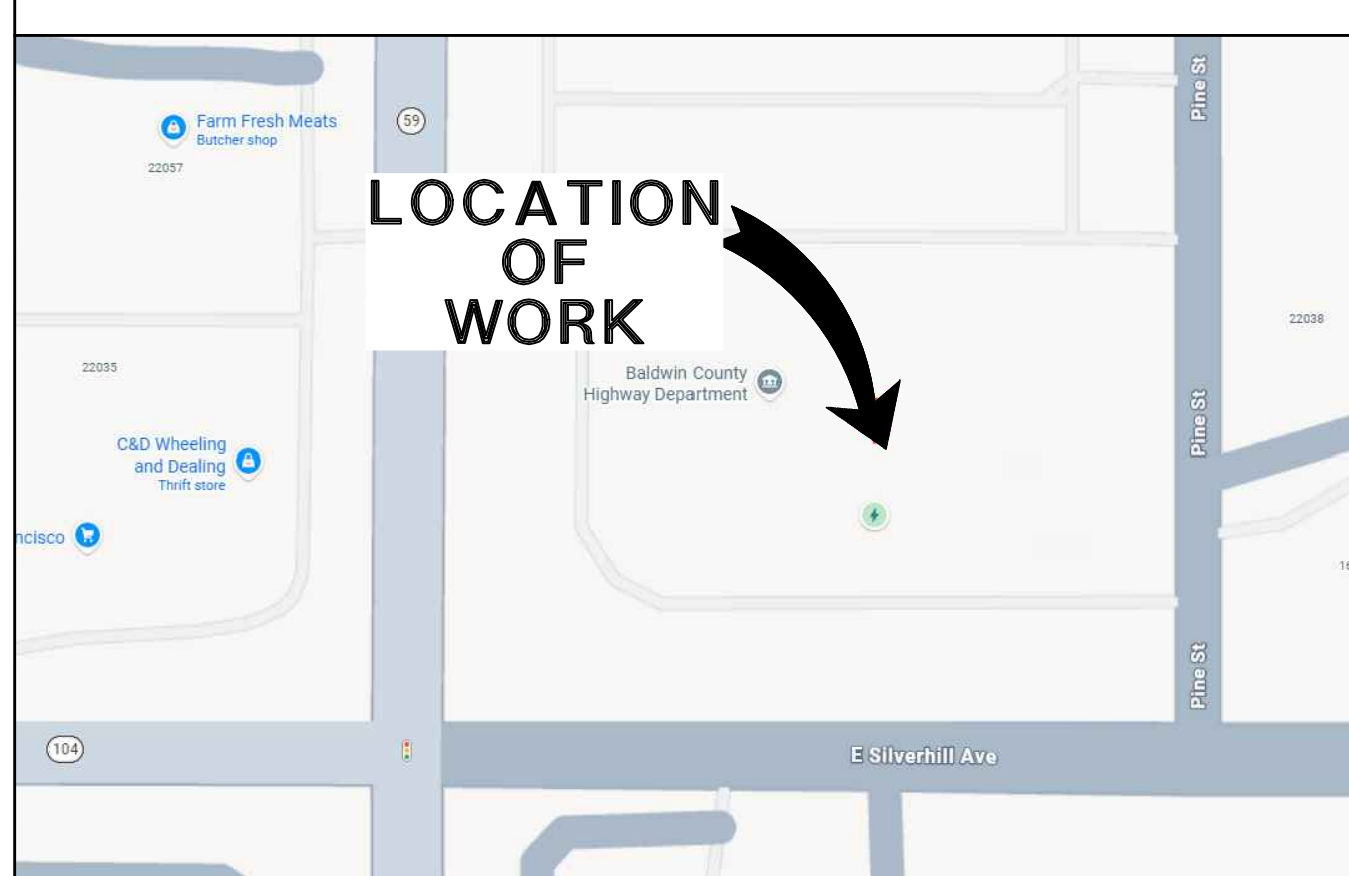 Farm Fresh Meats
Butcher shop
22057
59
Pine St
LOCATION
OF
WORK
22038
22035
Baldwin County
Highway Department
Pine St
C&D Wheeling
and Dealing
Thrift store
ncisco
16
Pine St
104
E Silverhill Ave